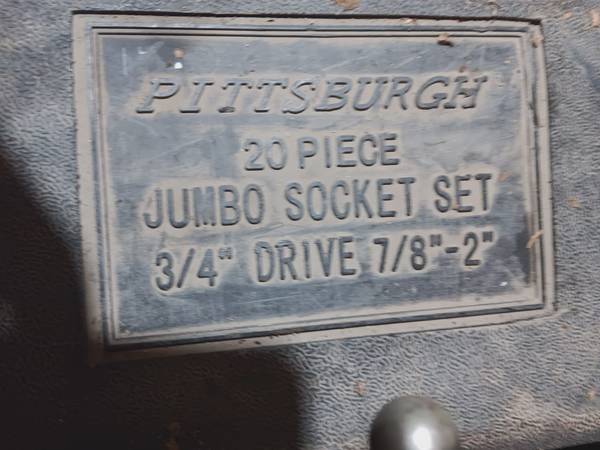 PITTSBURGH
20 PIECE
JUMBO SOCKET SET
3/4" DRIVE 7/8"-2"